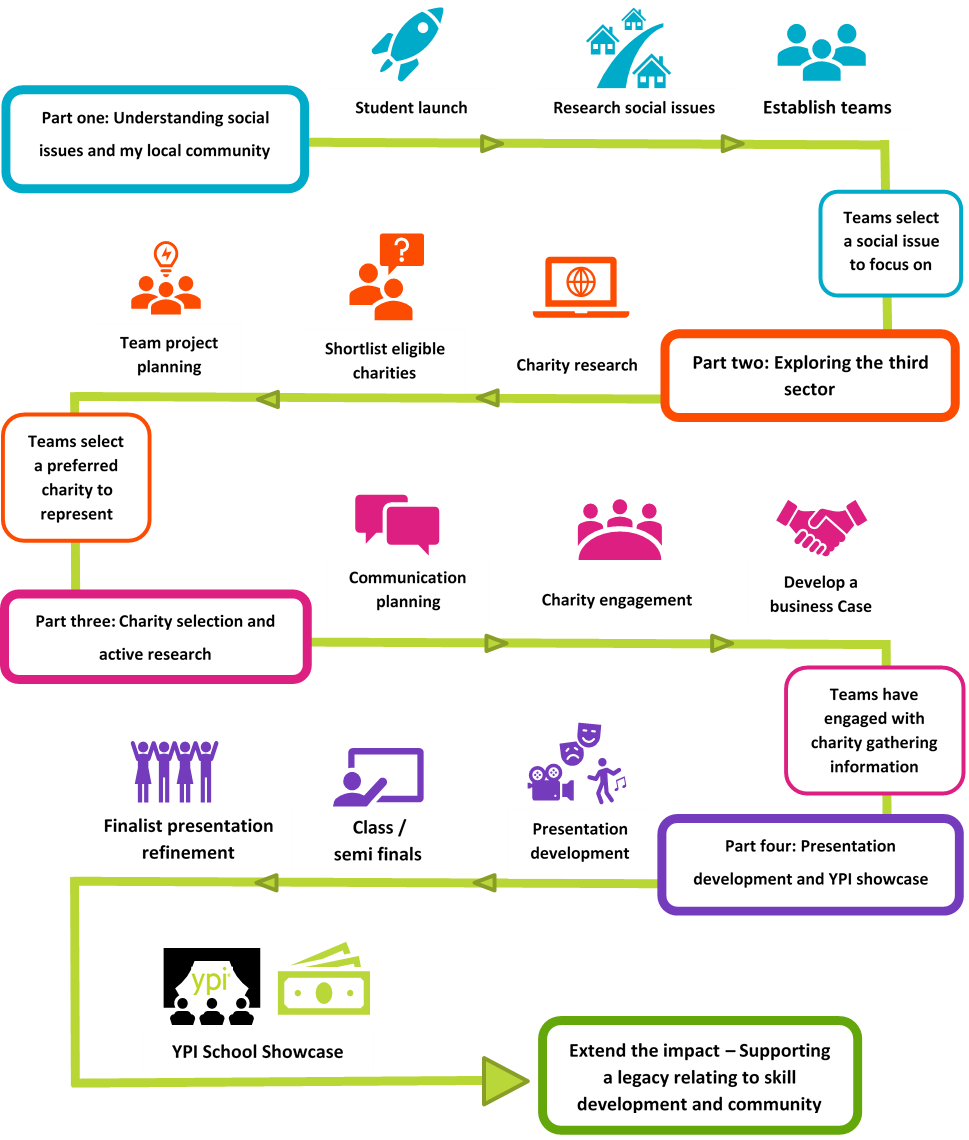 Student launch
Research social issues
Establish teams
Part one: Understanding social
issues and my local community
Teams select
a social issue
to focus on
Part two: Exploring the third
sector
Charity research
Shortlist eligible
charities
?
Team project
planning
Teams select
a preferred
charity to
represent
Part three: Charity selection and
active research
Communication
planning
Charity engagement
Develop a
business Case
Teams have
engaged with
charity gathering
information
Part four: Presentation
development and YPI showcase
Presentation
development
Class /
semi finals
Finalist presentation
refinement
ypi
YPI School Showcase
Extend the impact – Supporting
a legacy relating to skill
development and community